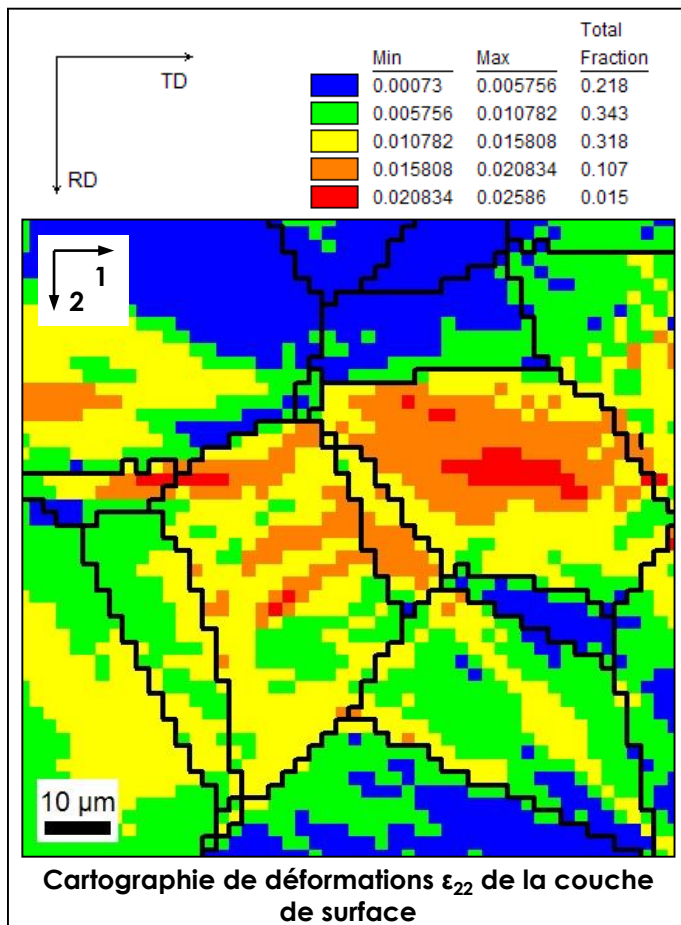 TD
RD
Total
Min Max Fraction
0.00073 0.005756 0.218
0.005756 0.010782 0.343
0.010782 0.015808 0.318
0.015808 0.020834 0.107
0.020834 0.02586 0.015
1
2
10 µm
Cartographie de déformations ε₂₂ de la couche
de surface